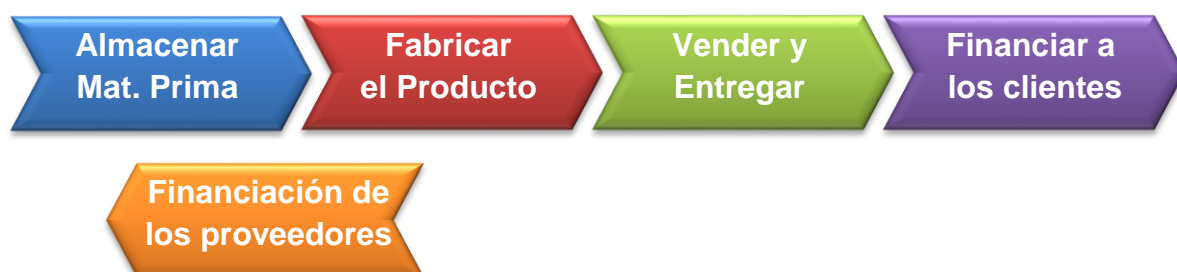 Almacenar
Mat. Prima
Fabricar
el Producto
Vender y
Entregar
Financiar a
los clientes
Financiación de
los proveedores